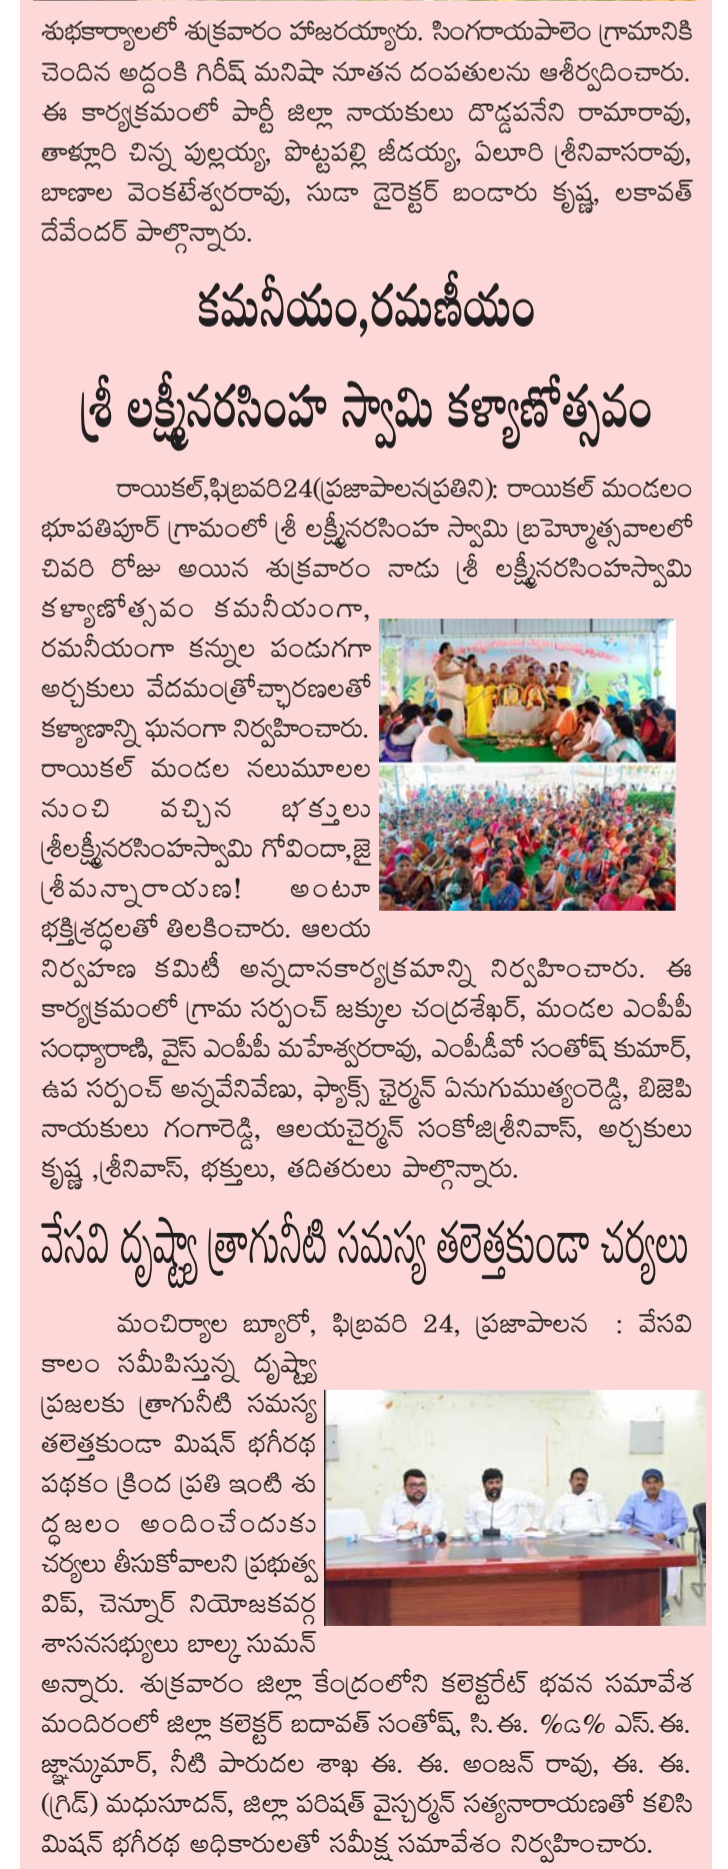 శుభకార్యాలలో శుక్రవారం హాజరయ్యారు. సింగరాయపాలెం గ్రామానికి
చెందిన అద్దంకి గిరీష్ మనిషా నూతన దంపతులను ఆశీర్వదించారు.
ఈ కార్యక్రమంలో పార్టీ జిల్లా నాయకులు దొడ్డపనేని రామారావు,
తాళ్లూరి చిన్న పుల్లయ్య, పొట్టపల్లి జీడయ్య, ఏలూరి శ్రీనివాసరావు,
బాణాల వెంకటేశ్వరరావు, సుడా డైరెక్టర్ బండారు కృష్ణ, లకావత్
దేవేందర్ పాల్గొన్నారు.
కమనీయం,రమణీయం
శ్రీ లక్ష్మీనరసింహ స్వామి కళ్యాణోత్సవం
రాయికల్,ఫిబ్రవరి24(ప్రజాపాలనప్రతిని): రాయికల్ మండలం
భూపతిపూర్ గ్రామంలో శ్రీ లక్ష్మీనరసింహ స్వామి బ్రహ్మోత్సవాలలో
చివరి రోజు అయిన శుక్రవారం నాడు శ్రీ లక్ష్మీనరసింహస్వామి
కళ్యాణోత్సవం కమనీయంగా,
రమనీయంగా కన్నుల పండుగగా
అర్చకులు వేదమంత్రోచ్ఛారణలతో
కళ్యాణాన్ని ఘనంగా నిర్వహించారు.
రాయికల్ మండల నలుమూలల
నుంచి వచ్చిన భక్తులు
శ్రీలక్ష్మీనరసింహస్వామి గోవిందా,జై
శ్రీమన్నారాయణ! అంటూ
భక్తిశ్రద్ధలతో తిలకించారు. ఆలయ
నిర్వహణ కమిటీ అన్నదానకార్యక్రమాన్ని నిర్వహించారు. ఈ
కార్యక్రమంలో గ్రామ సర్పంచ్ జక్కుల చంద్రశేఖర్, మండల ఎంపీపీ
సంధ్యారాణి, వైస్ ఎంపీపీ మహేశ్వరరావు, ఎంపీడీవో సంతోష్ కుమార్,
ఉప సర్పంచ్ అన్నవేనివేణు, ఫ్యాక్స్ ఛైర్మన్ ఏనుగుముత్యంరెడ్డి, బిజెపి
నాయకులు గంగారెడ్డి, ఆలయచైర్మన్ సంకోజిశ్రీనివాస్, అర్చకులు
కృష్ణ ,శ్రీనివాస్, భక్తులు, తదితరులు పాల్గొన్నారు.
వేసవి దృష్ట్యా త్రాగునీటి సమస్య తలెత్తకుండా చర్యలు
మంచిర్యాల బ్యూరో, ఫిబ్రవరి 24, ప్రజాపాలన : వేసవి
కాలం సమీపిస్తున్న దృష్ట్యా
ప్రజలకు త్రాగునీటి సమస్య
తలెత్తకుండా మిషన్ భగీరథ
పథకం క్రింద ప్రతి ఇంటి శు
ద్ధజలం అందించేందుకు
చర్యలు తీసుకోవాలని ప్రభుత్వ
విప్, చెన్నూర్ నియోజకవర్గ
శాసనసభ్యులు బాల్క సుమన్
అన్నారు. శుక్రవారం జిల్లా కేంద్రంలోని కలెక్టరేట్ భవన సమావేశ
మందిరంలో జిల్లా కలెక్టర్ బదావత్ సంతోష్, సి.ఈ. %డ% ఎస్.ఈ.
జ్ఞాన్కుమార్, నీటి పారుదల శాఖ ఈ. ఈ. అంజన్ రావు, ఈ. ఈ.
(గ్రిడ్) మధుసూదన్, జిల్లా పరిషత్ వైస్చైర్మన్ సత్యనారాయణతో కలిసి
మిషన్ భగీరథ అధికారులతో సమీక్ష సమావేశం నిర్వహించారు.